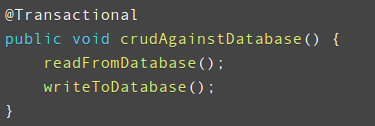 @Transactional
public void crudAgainstDatabase() {
    readFromDatabase();
    writeToDatabase();
}